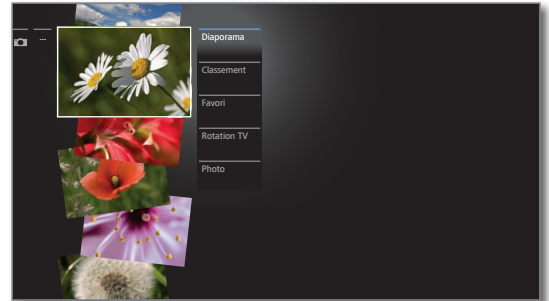 ...
Diaporama
Classement
Favori
Rotation TV
Photo